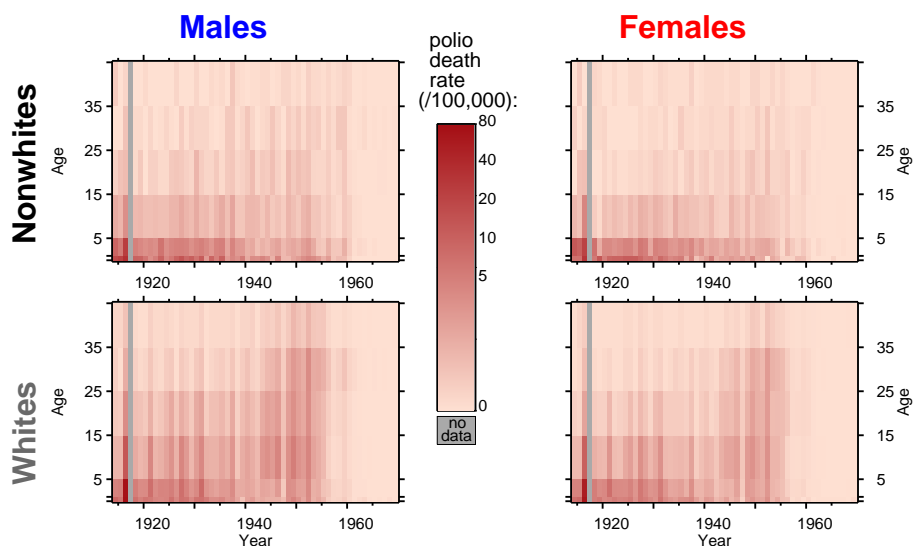 Males
Females
polio
death
rate
(/100,000):
80
40
20
10
5
0
no
data
Nonwhites
Age
35
25
15
5
1920
1940
1960
Age
35
25
15
5
1920
1940
1960
Whites
Age
35
25
15
5
1920
1940
1960
Year
Age
35
25
15
5
1920
1940
1960
Year